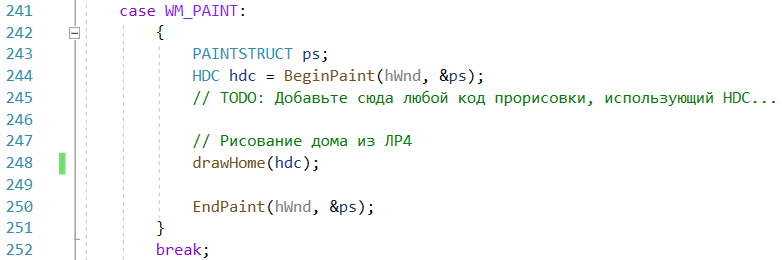 241 case WM_PAINT:
242 {
243 PAINTSTRUCT ps;
244 HDC hdc = BeginPaint(hWnd, &ps);
245 // TODO: Добавьте сюда любой код прорисовки, использующий HDC...
246
247 // Рисование дома из ЛР4
248 drawHome(hdc);
249
250 EndPaint(hWnd, &ps);
251 }
252 break;